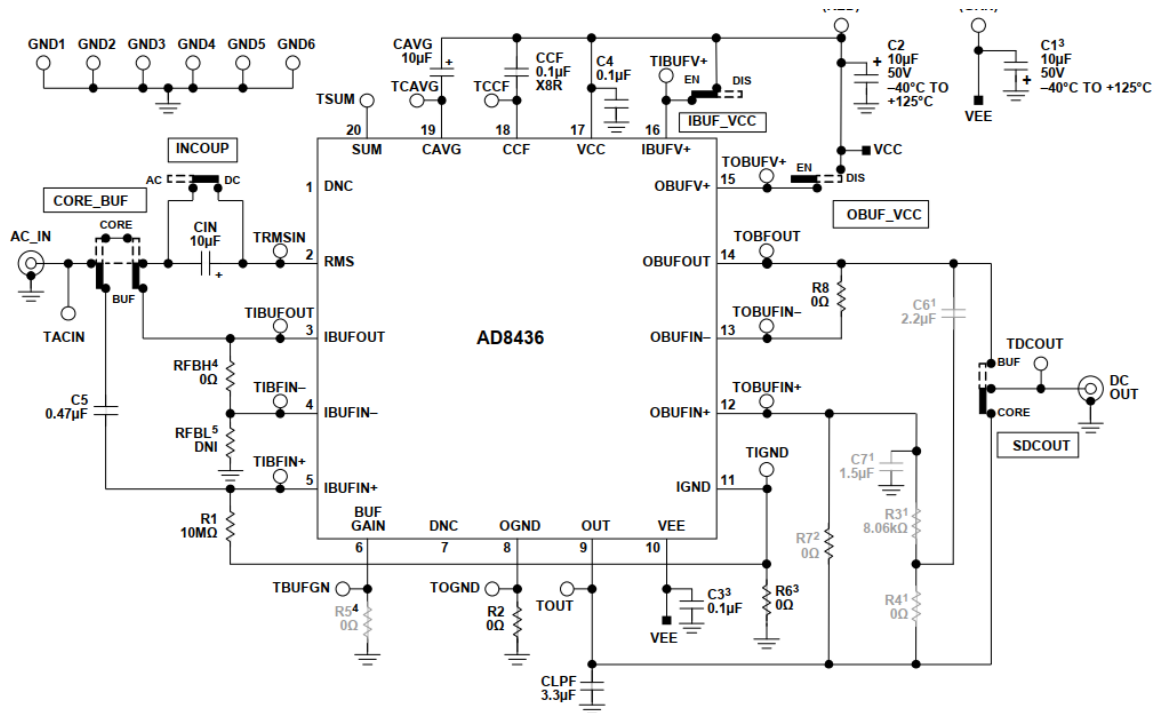 GND1 GND2 GND3 GND4 GND5 GND6
CAVG
10µF
+
CCF
0.1µF
X8R
C4
0.1µF
TIBUFV+
EN
DIS
IBUF_VCC
+
C2
10µF
50V
–40°C TO
+125°C
C1³
10µF
50V
+
–40°C TO +125°C
VEE
TCAVG
TCCF
TSUM
20
19
18
17
16
SUM
CAVG
CCF
VCC
IBUFV+
INCOUP
AC
DC
CORE_BUF
CORE
BUF
AC_IN
TACIN
CIN
10µF
+
TRMSIN
1
DNC
2
RMS
TIBUFOUT
3
IBUFOUT
RFBH⁴
0Ω
TIBFIN–
4
IBUFIN–
RFBL⁵
DNI
TIBFIN+
5
IBUFIN+
C5
0.47µF
R1
10MΩ
AD8436
OBUFV+
15
TOBUFV+
EN
DIS
VCC
OBUF_VCC
OBUFOUT
14
TOBFOUT
R8
0Ω
C6¹
2.2µF
OBUFIN–
13
TOBUFIN–
OBUFIN+
12
TOBUFIN+
BUF
TDCOUT
DC
OUT
CORE
SDCOUT
IGND
11
TIGND
C7¹
1.5µF
R3¹
8.06kΩ
R7²
0Ω
R4¹
0Ω
BUF
GAIN
DNC
OGND
OUT
VEE
6
7
8
9
10
TBUFGN
R5⁴
0Ω
TOGND
R2
0Ω
TOUT
C3³
0.1µF
VEE
R6³
0Ω
CLPF
3.3µF